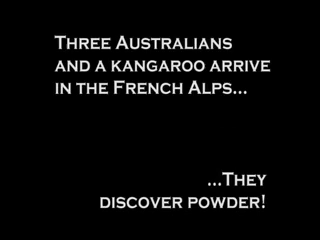 Three Australians
and a kangaroo arrive
in the French Alps...
...They
discover powder!